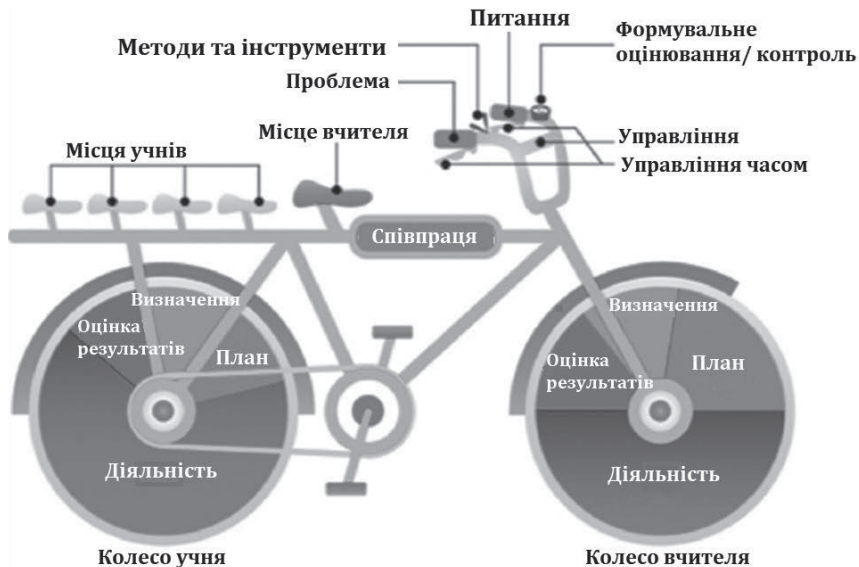 Питання
Формувальне
оцінювання/ контроль
Методи та інструменти
Проблема
Місце вчителя
Місця учнів
Управління
Управління часом
Співпраця
Визначення
Оцінка
результатів
План
Діяльність
Колесо учня
Визначення
Оцінка
результатів
План
Діяльність
Колесо вчителя